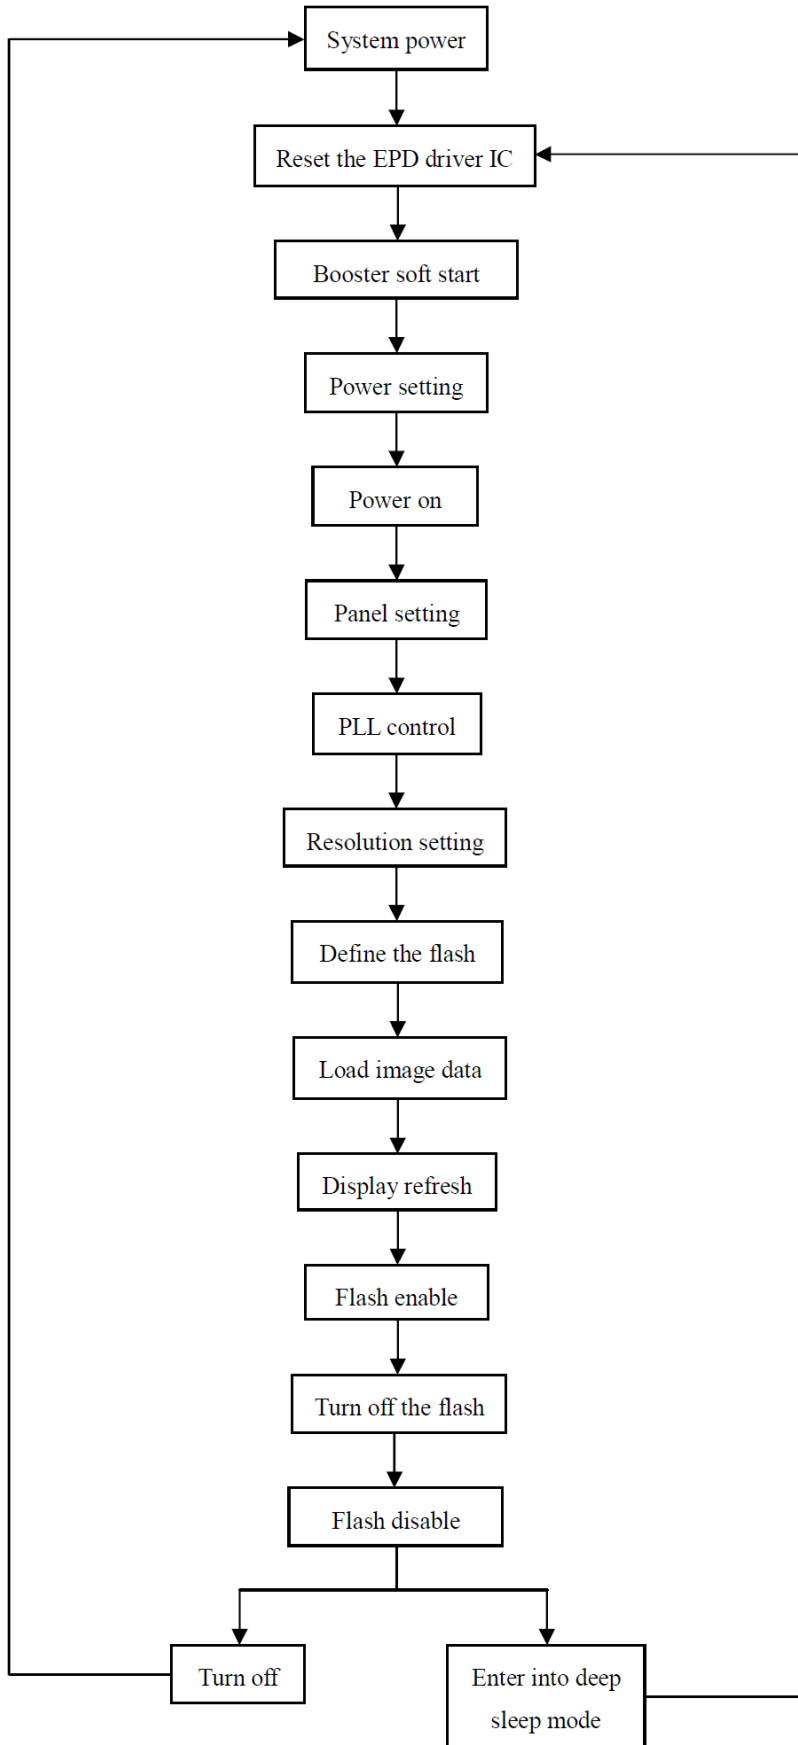 System power
Reset the EPD driver IC
Booster soft start
Power setting
Power on
Panel setting
PLL control
Resolution setting
Define the flash
Load image data
Display refresh
Flash enable
Turn off the flash
Flash disable
Turn off
Enter into deep
sleep mode